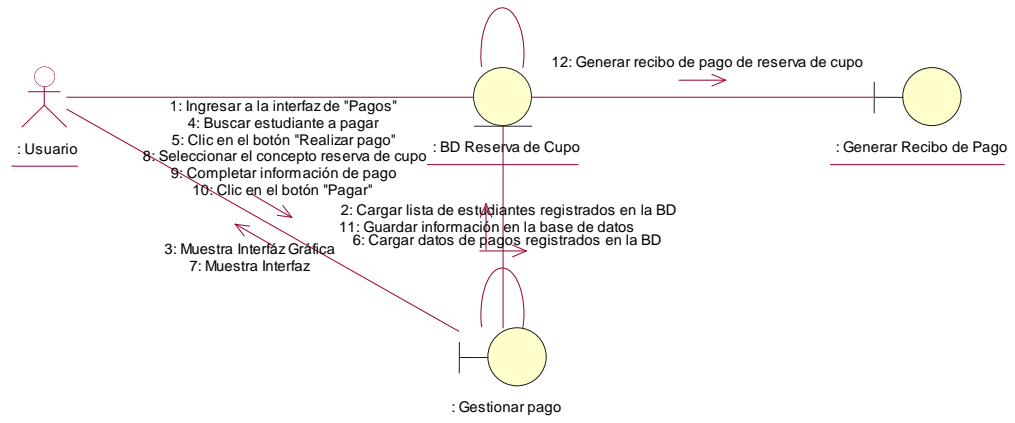 12: Generar recibo de pago de reserva de cupo
1: Ingresar a la interfaz de "Pagos"
4: Buscar estudiante a pagar
5: Clic en el botón "Realizar pago"
8: Seleccionar el concepto reserva de cupo
9: Completar información de pago
10: Clic en el botón "Pagar"
: Usuario
: BD Reserva de Cupo
: Generar Recibo de Pago
2: Cargar lista de estudiantes registrados en la BD
11: Guardar información en la base de datos
6: Cargar datos de pagos registrados en la BD
3: Muestra Interfáz Gráfica
7: Muestra Interfaz
: Gestionar pago